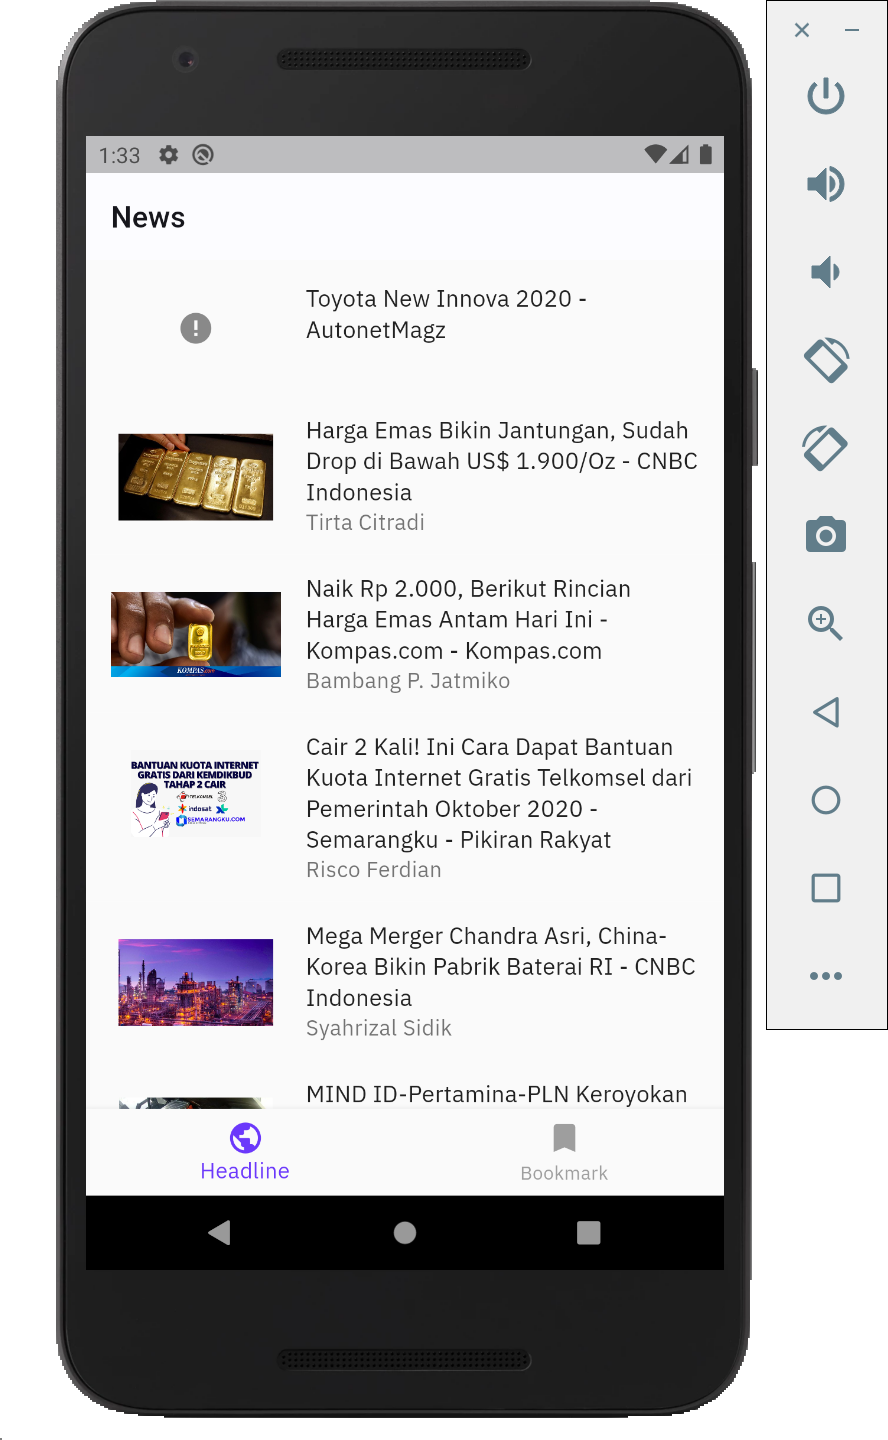 1:33
News
Toyota New Innova 2020 -
AutonetMagz
Harga Emas Bikin Jantungan, Sudah
Drop di Bawah US$ 1.900/Oz - CNBC
Indonesia
Tirta Citradi
Naik Rp 2.000, Berikut Rincian
Harga Emas Antam Hari Ini -
Kompas.com - Kompas.com
Bambang P. Jatmiko
KOMPAS.com
Cair 2 Kali! Ini Cara Dapat Bantuan
Kuota Internet Gratis Telkomsel dari
Pemerintah Oktober 2020 -
Semarangku - Pikiran Rakyat
Risco Ferdian
BANTUAN KUOTA INTERNET
GRATIS DARI KEMDIKBUD
TAHAP 2 CAIR
TELKOMSEL 3
indosat
SEMARANGKU.COM
Mega Merger Chandra Asri, China-
Korea Bikin Pabrik Baterai RI - CNBC
Indonesia
Syahrizal Sidik
MIND ID-Pertamina-PLN Keroyokan
Headline
Bookmark